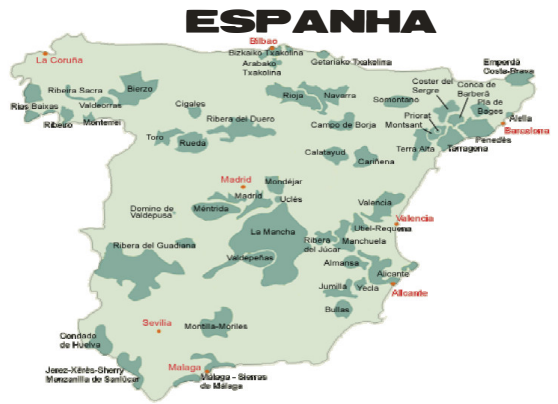 ESPANHA
Bilbao
Bizkaiko Txakolina
Getariako Txakolina
Arabako
Txakolina
La Coruña
Ribeira Sacra
Bierzo
Rias Baixas
Valdeorras
Ribeiro
Monterrei
Cigales
Rioja
Navarra
Ribera del Duero
Campo de Borja
Toro
Rueda
Calatayud
Cariñena
Somontano
Coster del
Sergre
Conca de
Barberà
Empordà
Costa-Brava
Pla de
Bages
Priorat
Montsant
Alella
Barcelona
Penedès
Tarragona
Terra Alta
Madrid
Mondéjar
Madrid
Uclés
Méntrida
Domino de
Valdepusa
La Mancha
Valdepeñas
Ribera del Guadiana
Valencia
Valencia
Utiel-Requena
Ribera
del Júcar
Manchuela
Almansa
Alicante
Alicante
Jumilla
Yecla
Bullas
Sevilla
Montilla-Moriles
Condado
de Huelva
Jerez-Xérès-Sherry
Manzanilla de Sanlúcar
Malaga
Málaga - Sierras
de Málaga